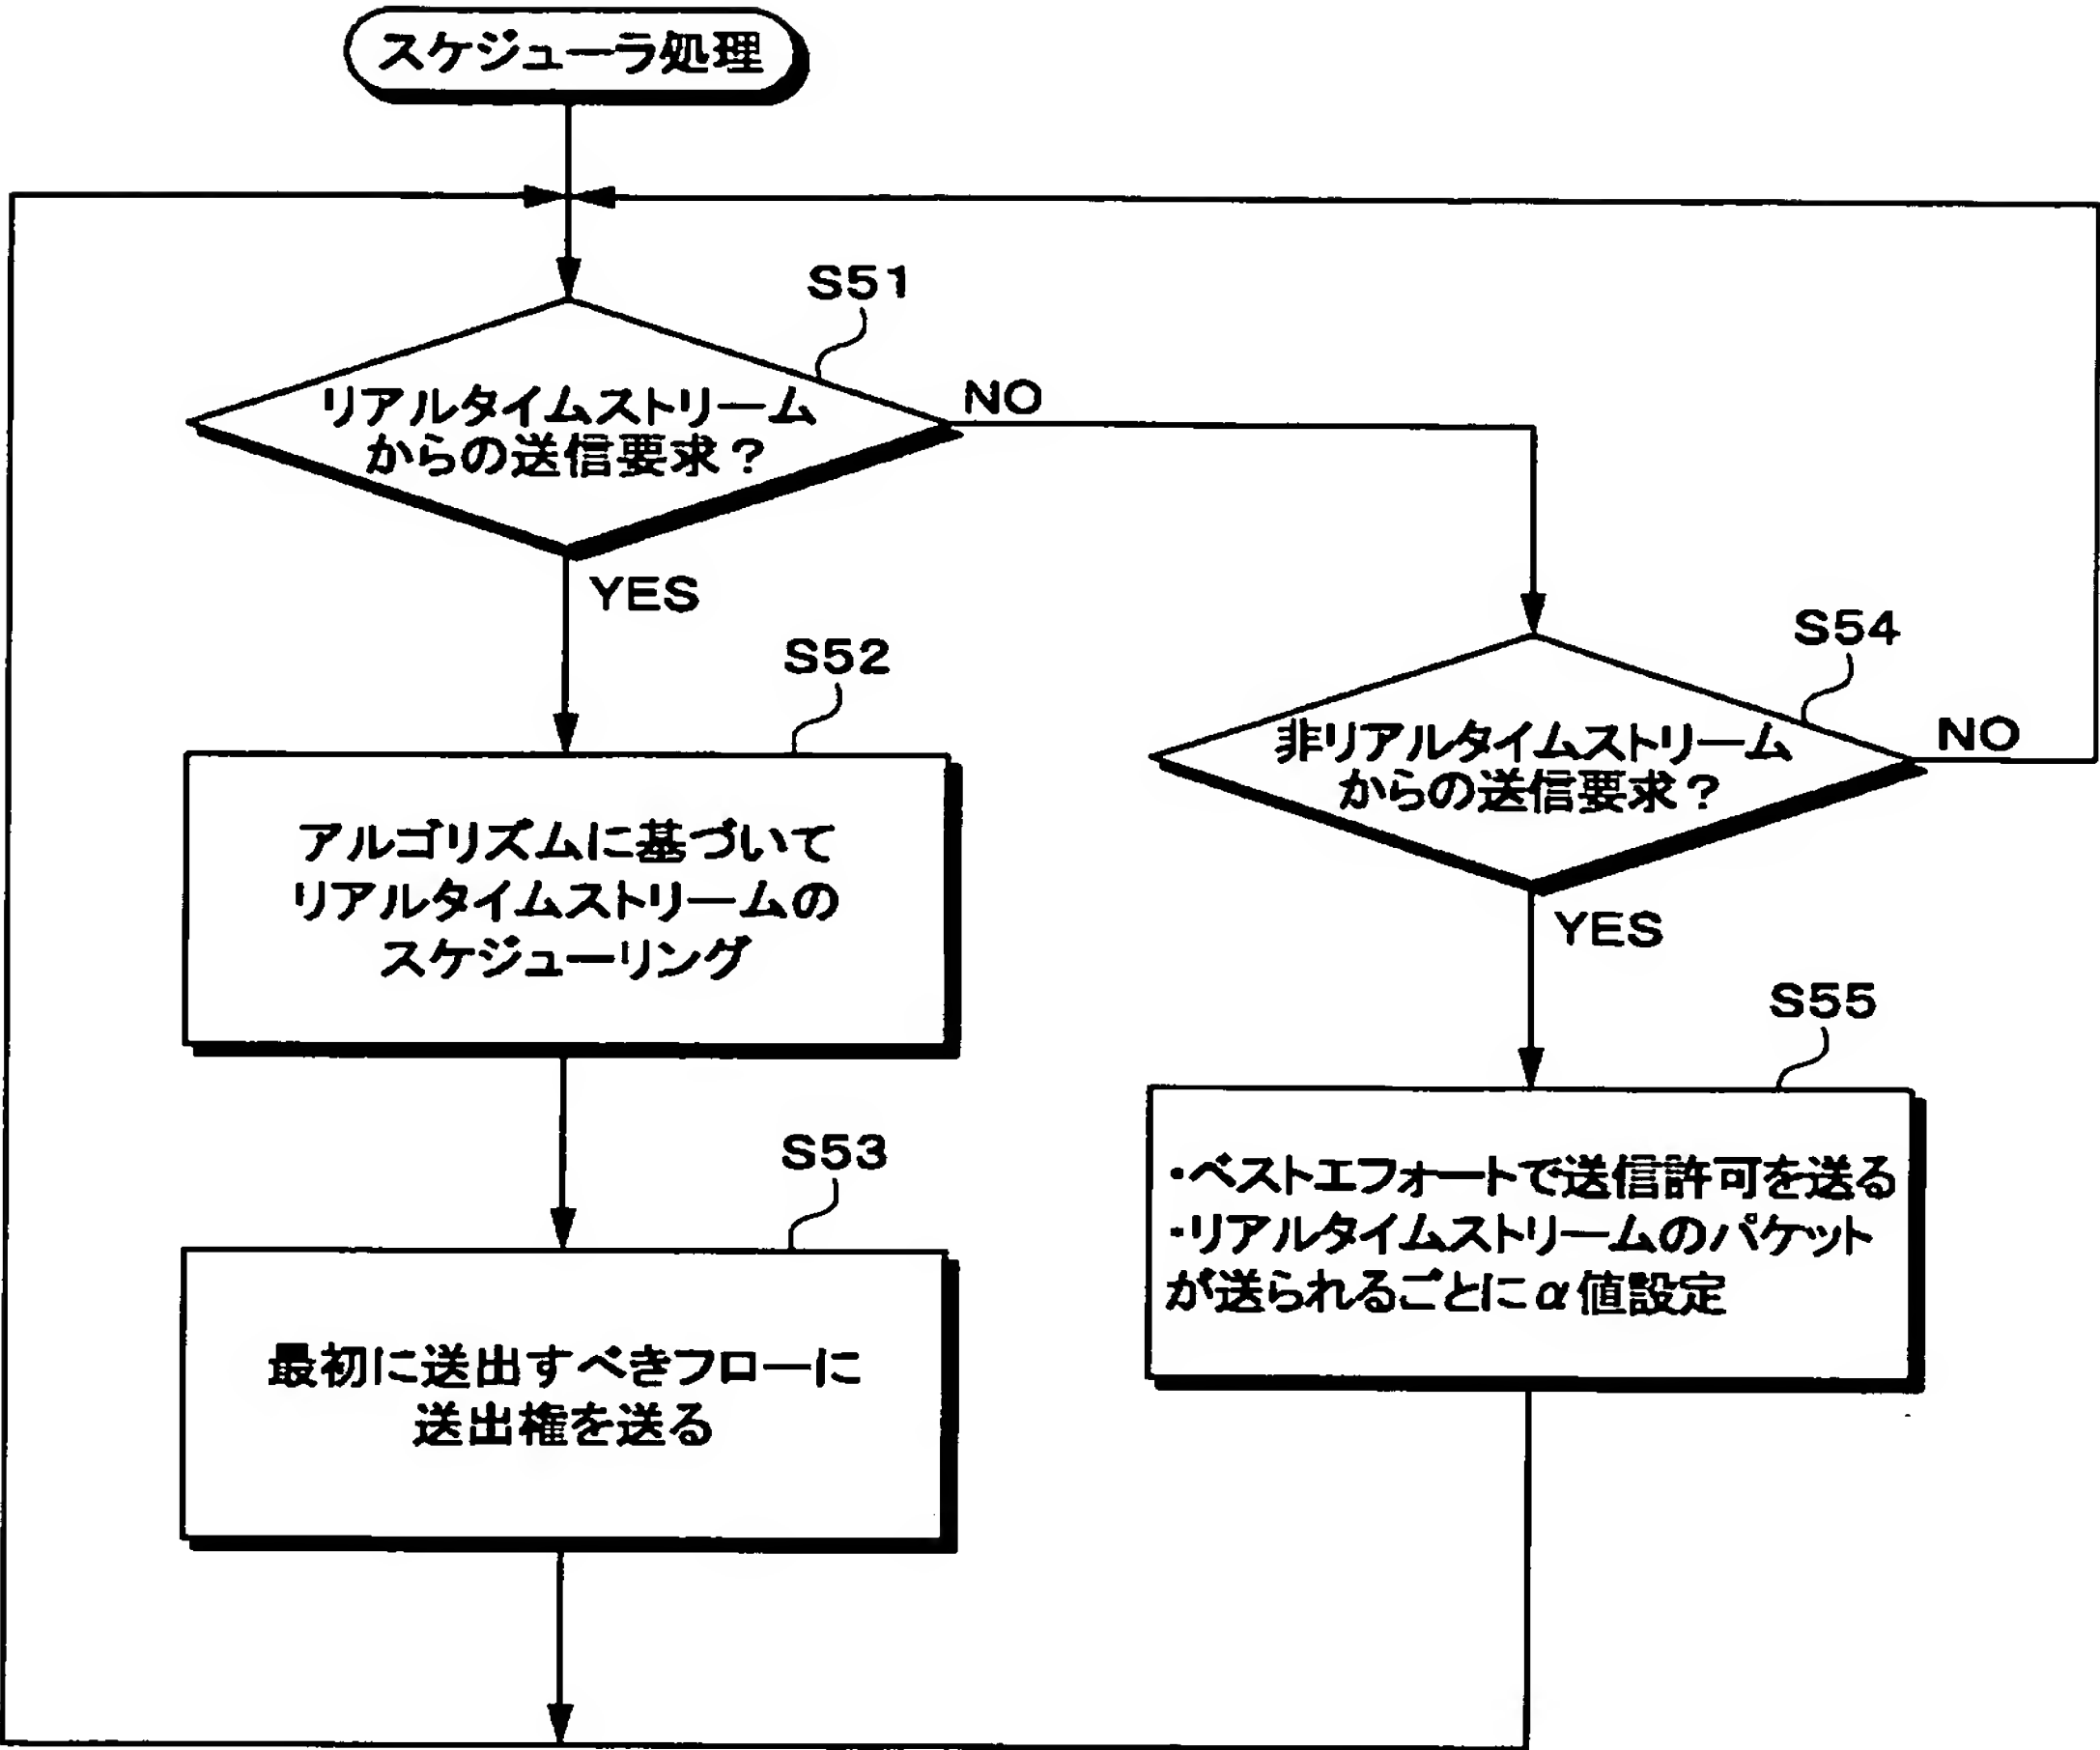 スケジューラ処理
S51
リアルタイムストリーム
からの送信要求?
NO
YES
S52
アルゴリズムに基づいて
リアルタイムストリームの
スケジューリング
S53
最初に送出すべきフローに
送出権を送る
S54
非リアルタイムストリーム
からの送信要求?
NO
YES
S55
・ベストエフォートで送信許可を送る
・リアルタイムストリームのパケット
が送られるごとにα値設定